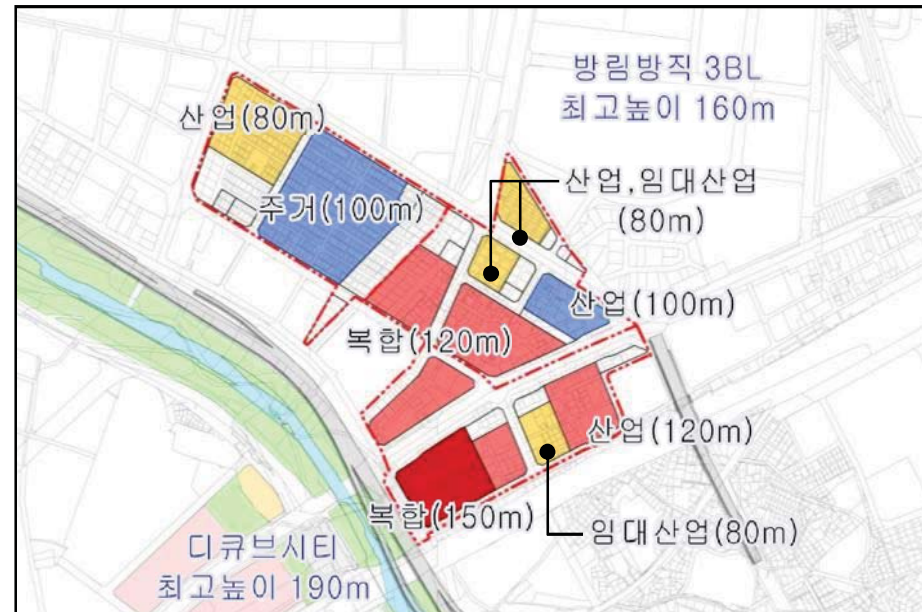 방림방직 3BL
최고높이 160m
산업(80m)
산업,임대산업
(80m)
주거(100m)
산업(100m)
복합(120m)
산업(120m)
복합(150m)
임대산업(80m)
디큐브시티
최고높이 190m